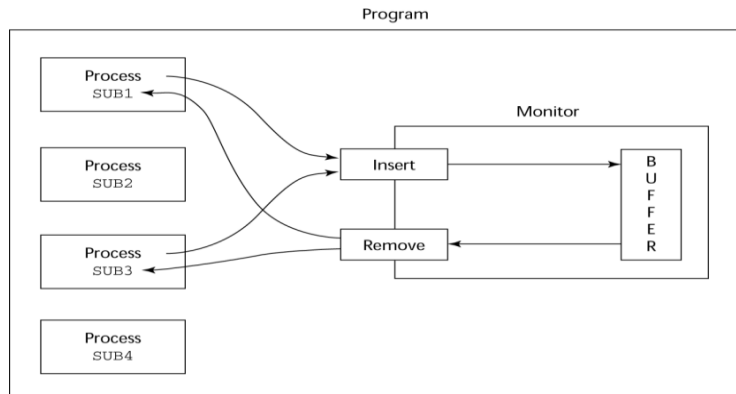 Program
Process
SUB1
Monitor
Insert
B
U
F
F
E
R
Process
SUB2
Remove
Process
SUB3
Process
SUB4